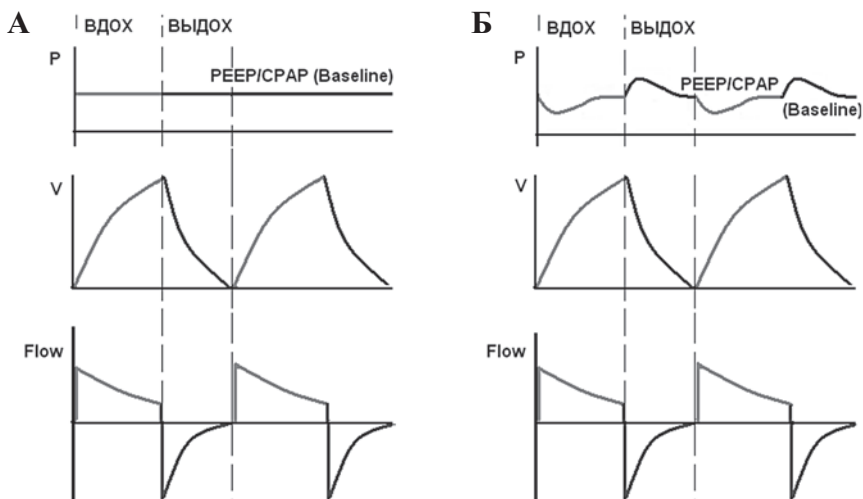 А
ВДОХ ВЫДОХ
P
PEEP/CPAP (Baseline)
V
Flow
Б
ВДОХ ВЫДОХ
P
PEEP/CPAP
(Baseline)
V
Flow